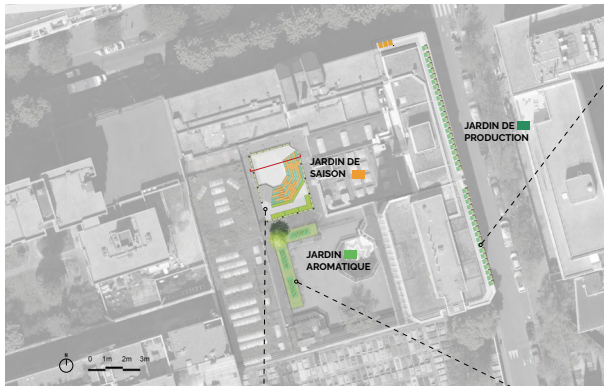 JARDIN DE
PRODUCTION
JARDIN DE
SAISON
JARDIN
AROMATIQUE
N
0 1m 2m 3m